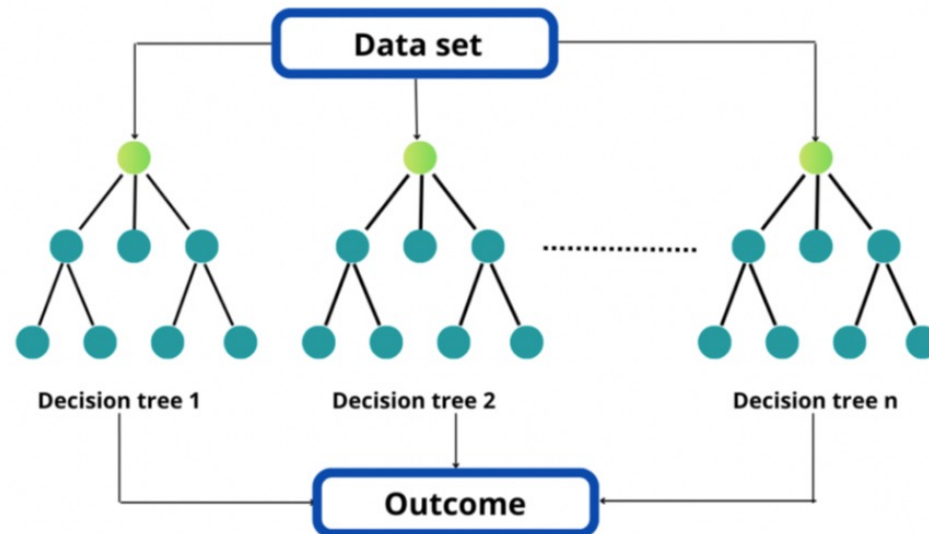 Data set
Decision tree 1
Decision tree 2
Decision tree n
Outcome